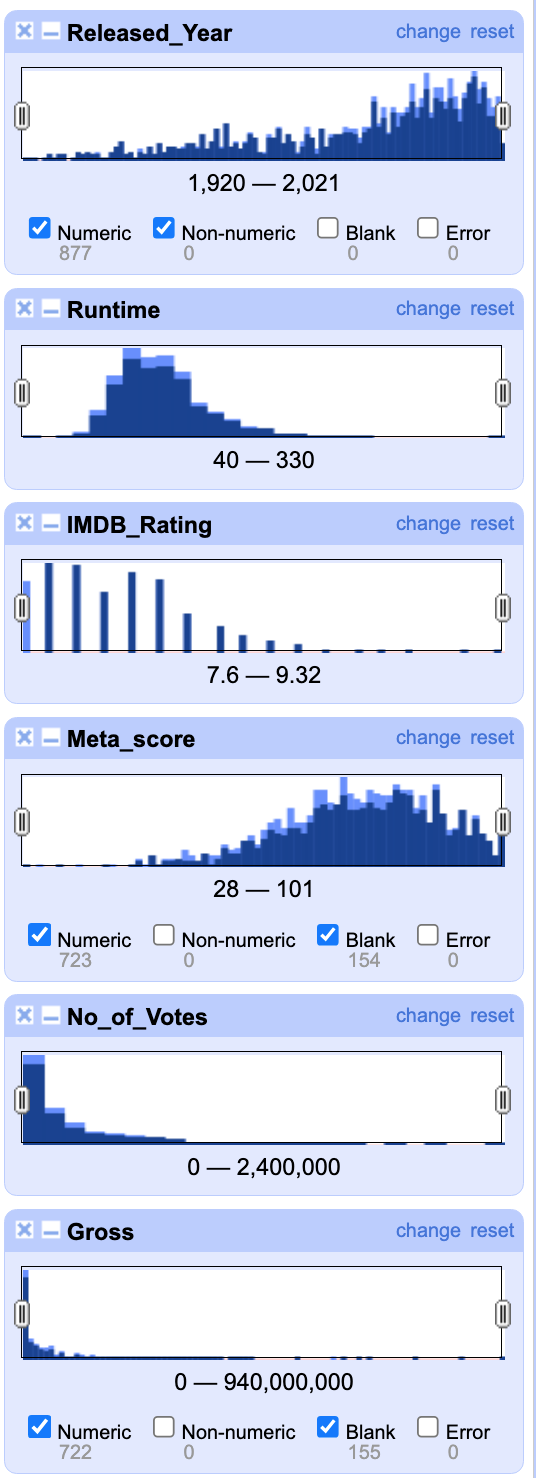 Released_Year change reset
1,920 — 2,021
Numeric Non-numeric Blank Error
877 0 0 0
Runtime change reset
40 — 330
IMDB_Rating change reset
7.6 — 9.32
Meta_score change reset
28 — 101
Numeric Non-numeric Blank Error
723 0 154 0
No_of_Votes change reset
0 — 2,400,000
Gross change reset
0 — 940,000,000
Numeric Non-numeric Blank Error
722 0 155 0